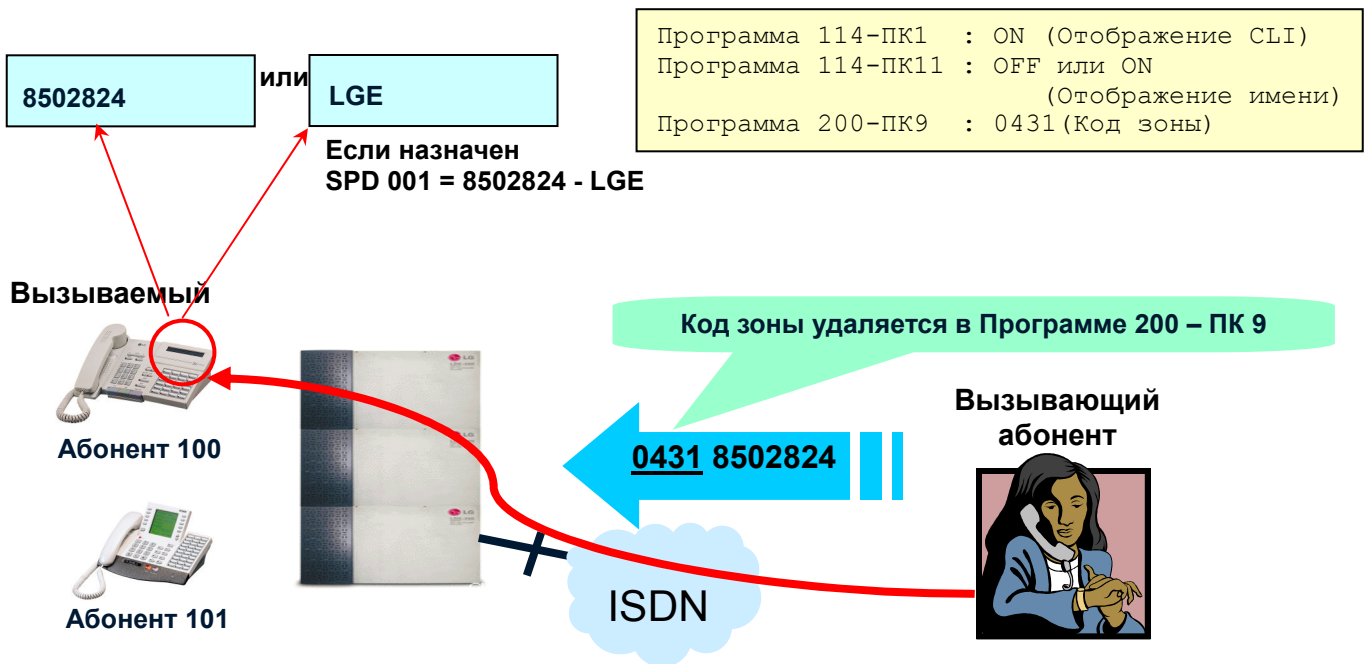 Программа 114-ПК1 : ON (Отображение CLI)
Программа 114-ПК11 : OFF или ON
(Отображение имени)
Программа 200-ПК9 : 0431(Код зоны)
8502824
или
LGE
Если назначен
SPD 001 = 8502824 - LGE
Вызываемый
Код зоны удаляется в Программе 200 – ПК 9
Вызывающий
абонент
0431 8502824
Абонент 100
ISDN
Абонент 101
LG
LG